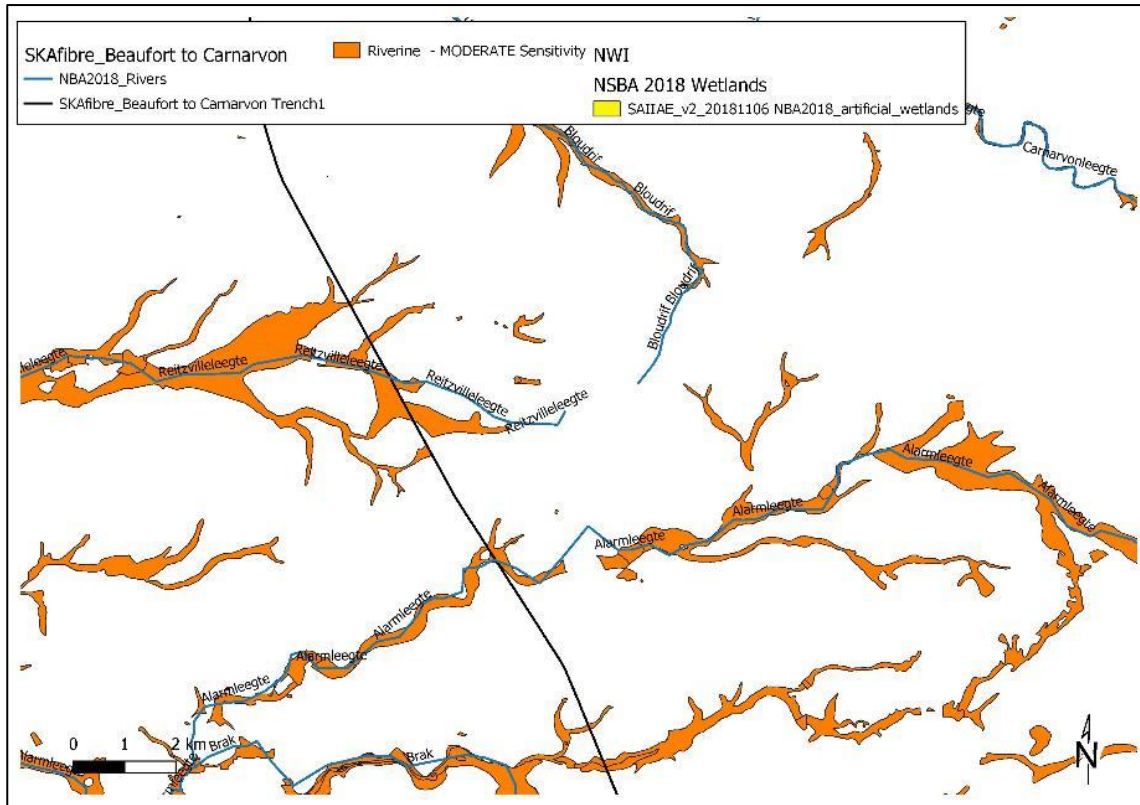 SKAfibre_Beaufort to Carnarvon
NBA2018_Rivers
SKAfibre_Beaufort to Carnarvon Trench1
Riverine - MODERATE Sensitivity
NWI
NSBA 2018 Wetlands
SAIIAE_v2_20181106 NBA2018_artificial_wetlands
Carnarvonleegte
Bloudrif
Bloudrif
Bloudrif Bloudrif
Reitzvilleleegte
Reitzvilleleegte
Reitzvilleleegte
Reitzvilleleegte
Alarmleegte
Alarmleegte
Alarmleegte
Alarmleegte
Alarmleegte
Alarmleegte
Alarmleegte
Brak
Brak
Alarmleegte
0 1 2 km
N